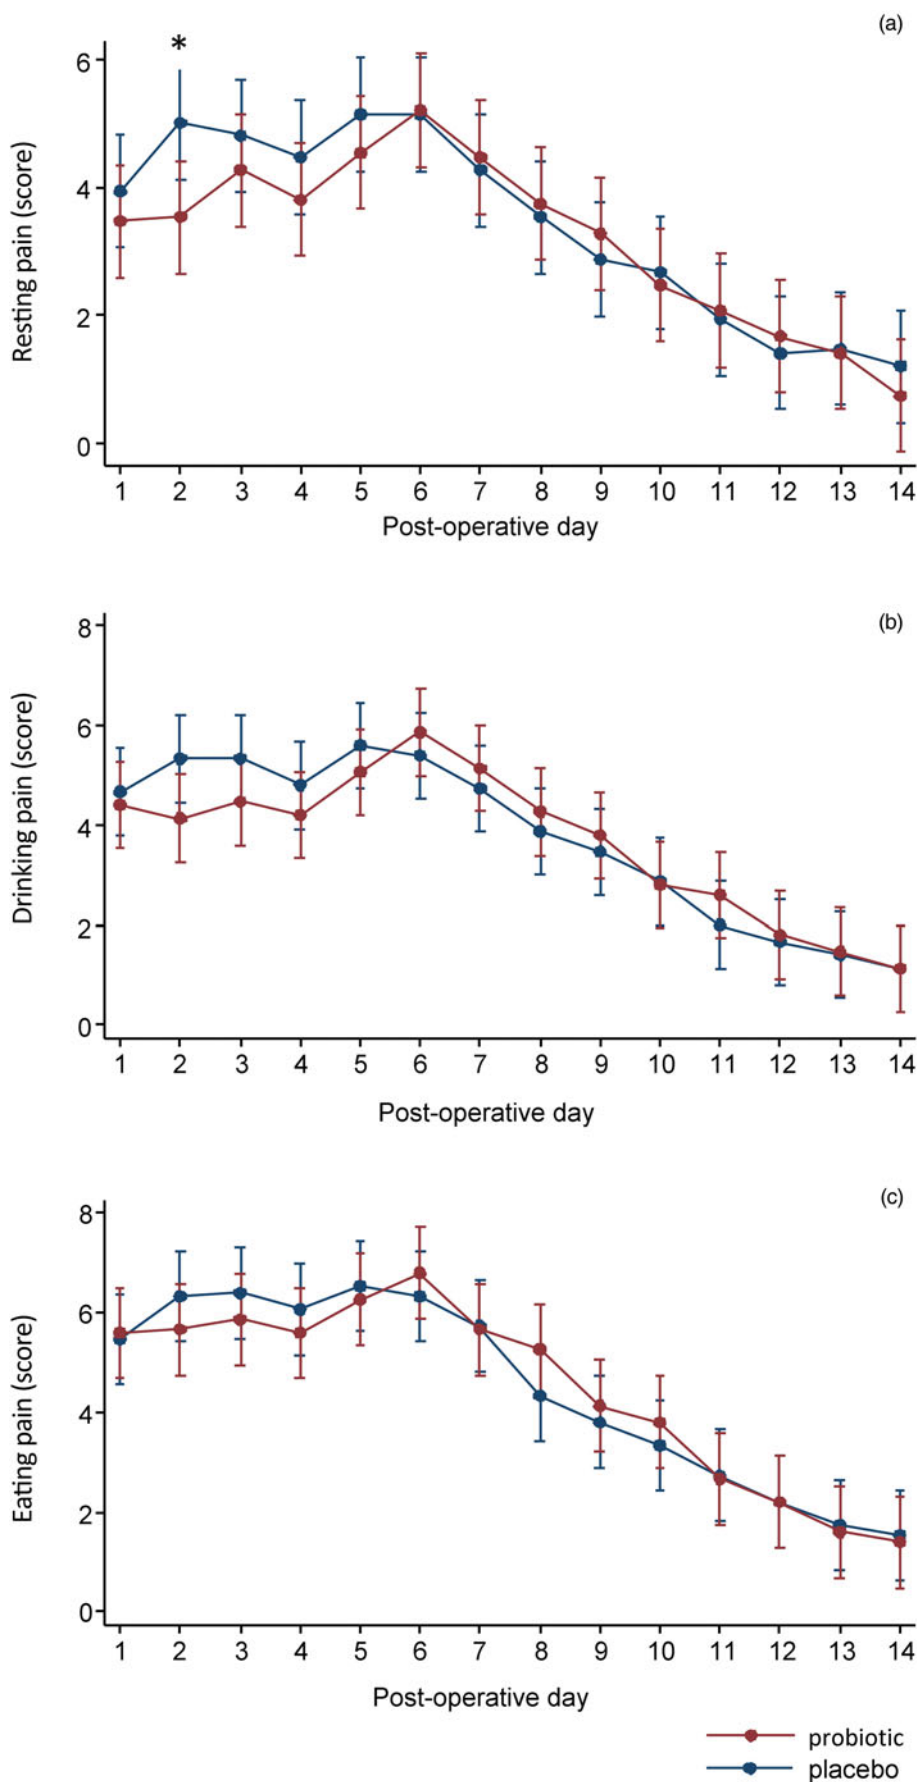 (a)
*
6
4
2
0
Resting pain (score)
1 2 3 4 5 6 7 8 9 10 11 12 13 14
Post-operative day
(b)
8
6
4
2
0
Drinking pain (score)
1 2 3 4 5 6 7 8 9 10 11 12 13 14
Post-operative day
(c)
8
6
4
2
0
Eating pain (score)
1 2 3 4 5 6 7 8 9 10 11 12 13 14
Post-operative day
probiotic
placebo